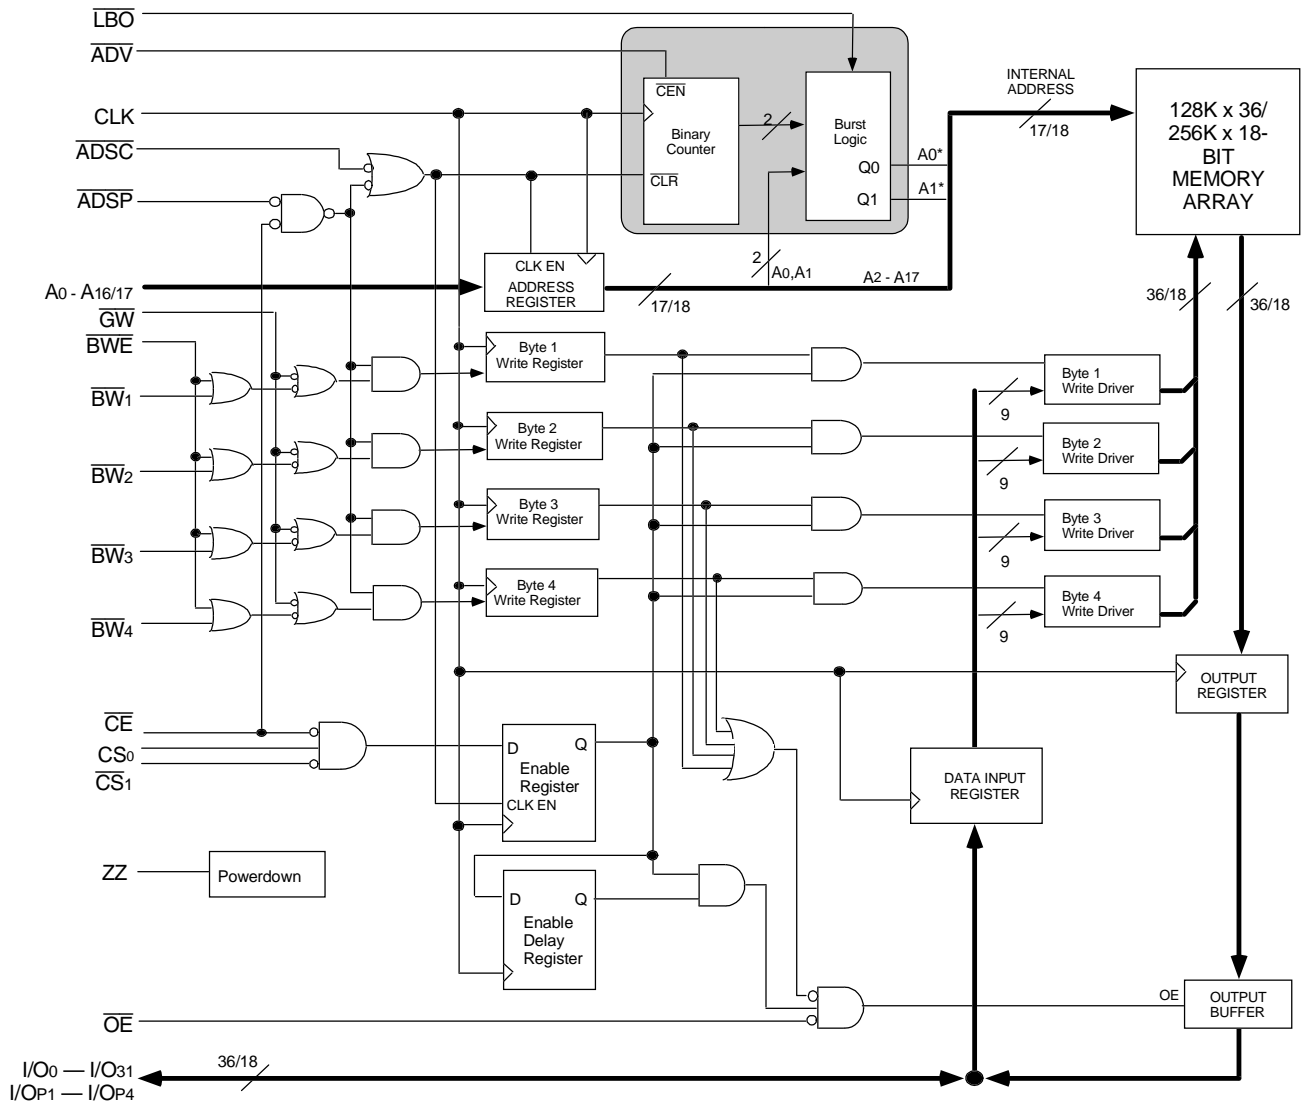 LBO
ADV
CLK
ADSC
ADSP
A0 - A16/17
GW
BWE
BW1
BW2
BW3
BW4
CE
CS0
CS1
ZZ
Powerdown
OE
I/O0 — I/O31
I/OP1 — I/OP4
36/18
CEN
Binary
Counter
CLR
2
Burst
Logic
Q0
Q1
A0*
A1*
2
A0,A1
A2 - A17
INTERNAL
ADDRESS
17/18
128K x 36/
256K x 18-
BIT
MEMORY
ARRAY
CLK EN
ADDRESS
REGISTER
17/18
36/18
36/18
Byte 1
Write Register
Byte 2
Write Register
Byte 3
Write Register
Byte 4
Write Register
9
Byte 1
Write Driver
9
Byte 2
Write Driver
9
Byte 3
Write Driver
9
Byte 4
Write Driver
OUTPUT
REGISTER
D
Q
Enable
Register
CLK EN
DATA INPUT
REGISTER
D
Q
Enable
Delay
Register
OE
OUTPUT
BUFFER